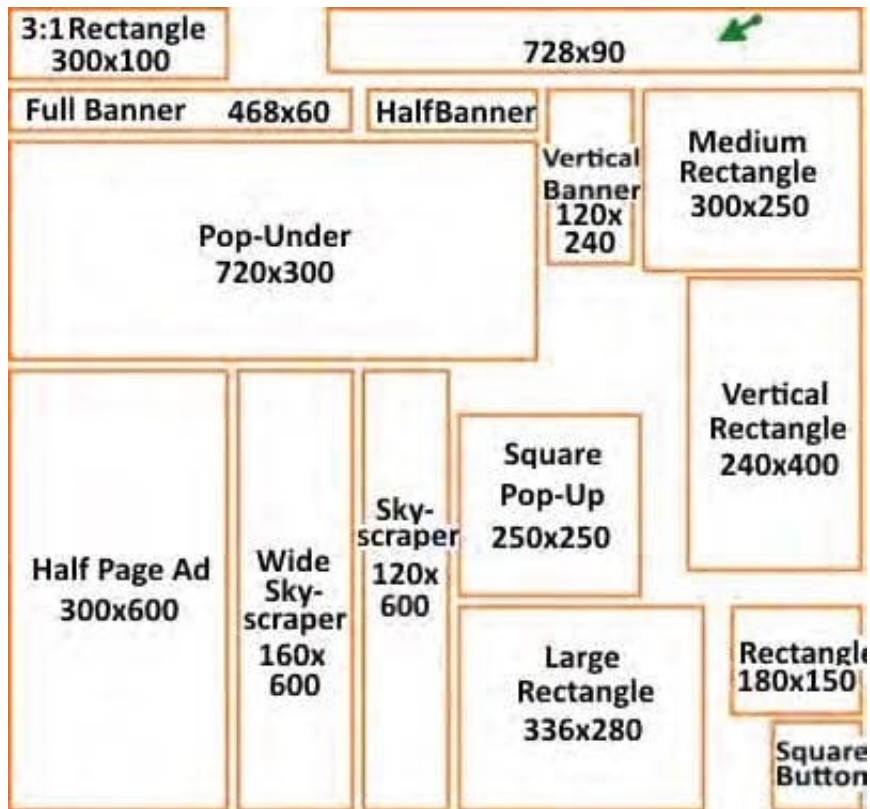 3:1 Rectangle
300x100
728x90
Full Banner 468x60
HalfBanner
Vertical
Banner
120x
240
Medium
Rectangle
300x250
Pop-Under
720x300
Vertical
Rectangle
240x400
Half Page Ad
300x600
Wide
Sky-
scraper
160x
600
Sky-
scraper
120x
600
Square
Pop-Up
250x250
Large
Rectangle
336x280
Rectangle
180x150
Square
Button